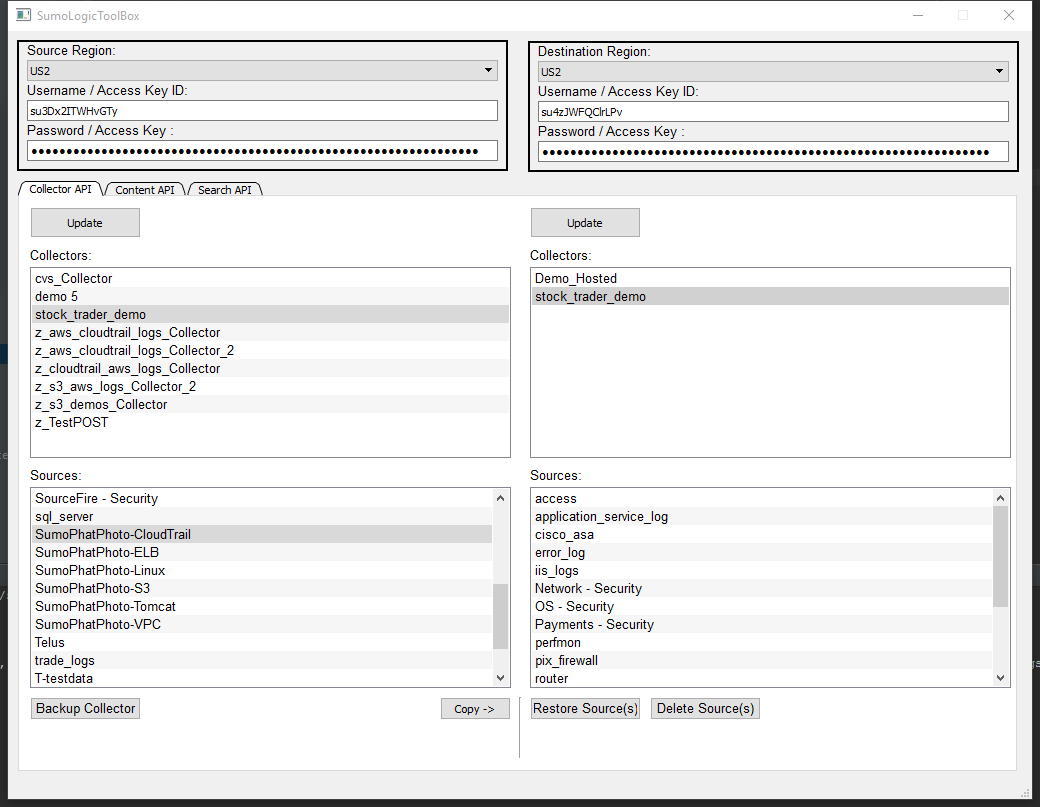 SumoLogicToolBox
Source Region:
US2
Username / Access Key ID:
su3Dx2ITWHvGTy
Password / Access Key :
Destination Region:
US2
Username / Access Key ID:
su4zJWFQClrLPv
Password / Access Key :
Collector API
Content API
Search API
Update
Collectors:
cvs_Collector
demo 5
stock_trader_demo
z_aws_cloudtrail_logs_Collector
z_aws_cloudtrail_logs_Collector_2
z_cloudtrail_aws_logs_Collector
z_s3_aws_logs_Collector_2
z_s3_demos_Collector
z_TestPOST
Update
Collectors:
Demo_Hosted
stock_trader_demo
Sources:
SourceFire - Security
sql_server
SumoPhatPhoto-CloudTrail
SumoPhatPhoto-ELB
SumoPhatPhoto-Linux
SumoPhatPhoto-S3
SumoPhatPhoto-Tomcat
SumoPhatPhoto-VPC
Telus
trade_logs
T-testdata
Sources:
access
application_service_log
cisco_asa
error_log
iis_logs
Network - Security
OS - Security
Payments - Security
perfmon
pix_firewall
router
Backup Collector
Copy ->
Restore Source(s)
Delete Source(s)